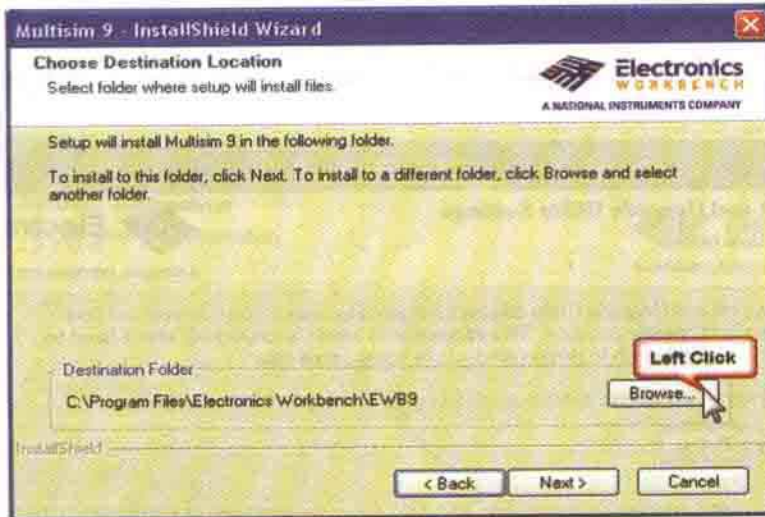 Multisim 9 - InstallShield Wizard
Choose Destination Location
Select folder where setup will install files.
Electronics
WORKBENCH
A NATIONAL INSTRUMENTS COMPANY
Setup will install Multisim 9 in the following folder.
To install to this folder, click Next. To install to a different folder, click Browse and select
another folder.
Left Click
Destination Folder
C:\Program Files\Electronics Workbench\EWB9
Browse...
InstallShield
< Back
Next >
Cancel